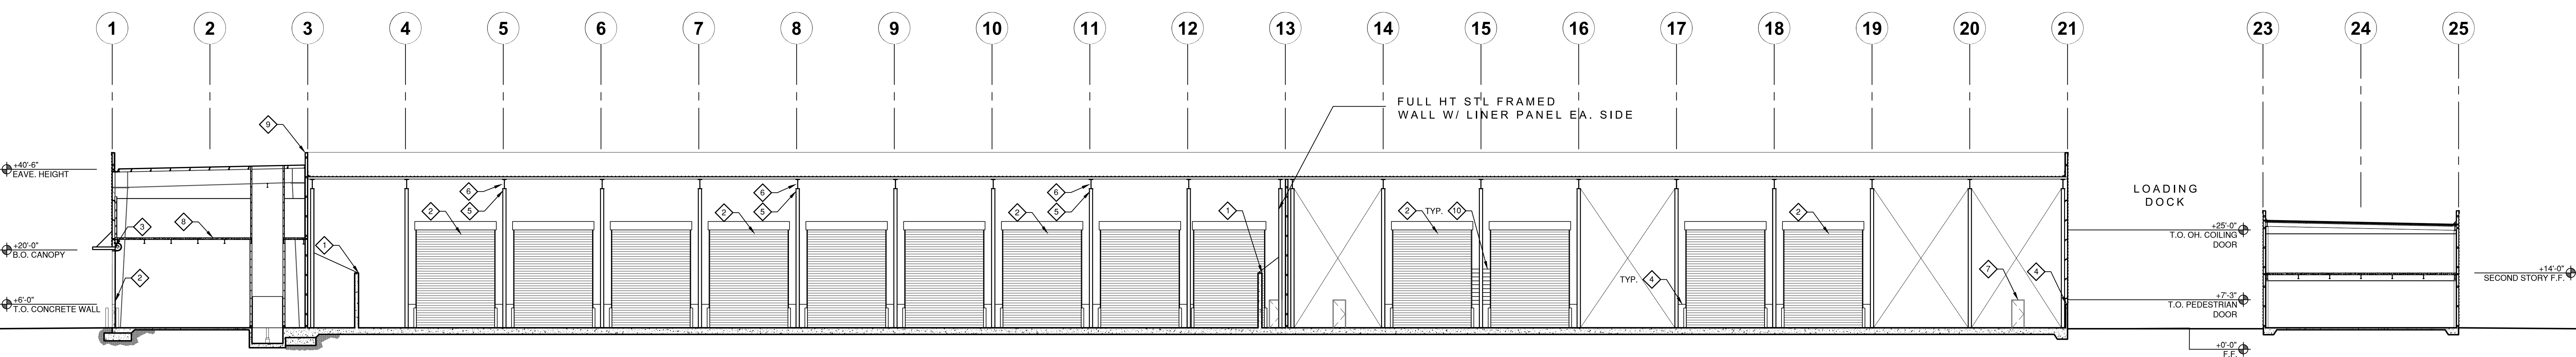 1 2 3 4 5 6 7 8 9 10 11 12 13 14 15 16 17 18 19 20 21 23 24 25
FULL HT STL FRAMED
WALL W/ LINER PANEL EA. SIDE
9
+40'-6"
EAVE. HEIGHT
6 6 6
LOADING
DOCK
2 5 2 5 2 5 1 2 TYP. 10 2
8
3
+25'-0"
T.O. OH. COILING
DOOR
+20'-0"
B.O. CANOPY
1
2
TYP. 4
7
4
+14'-0"
SECOND STORY F.F.
+6'-0"
T.O. CONCRETE WALL
+7'-3"
T.O. PEDESTRIAN
DOOR
+0'-0"
F.F.